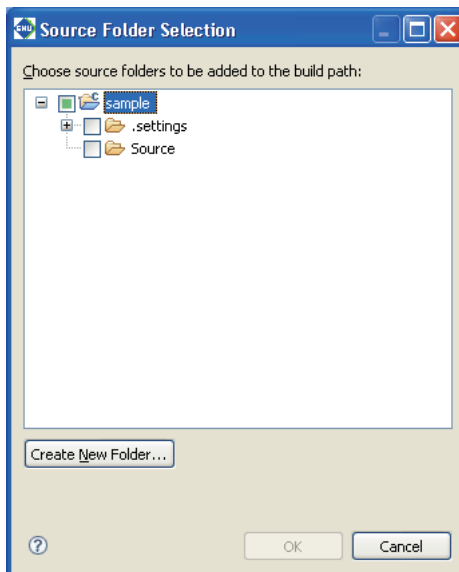 GNU Source Folder Selection
Choose source folders to be added to the build path:
sample
.settings
Source
Create New Folder...
?
OK
Cancel